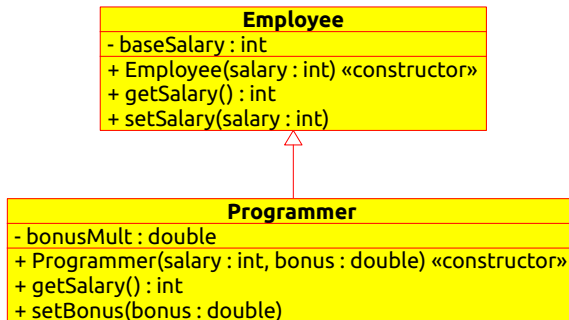 Employee
- baseSalary : int
+ Employee(salary : int) «constructor»
+ getSalary() : int
+ setSalary(salary : int)
Programmer
- bonusMult : double
+ Programmer(salary : int, bonus : double) «constructor»
+ getSalary() : int
+ setBonus(bonus : double)